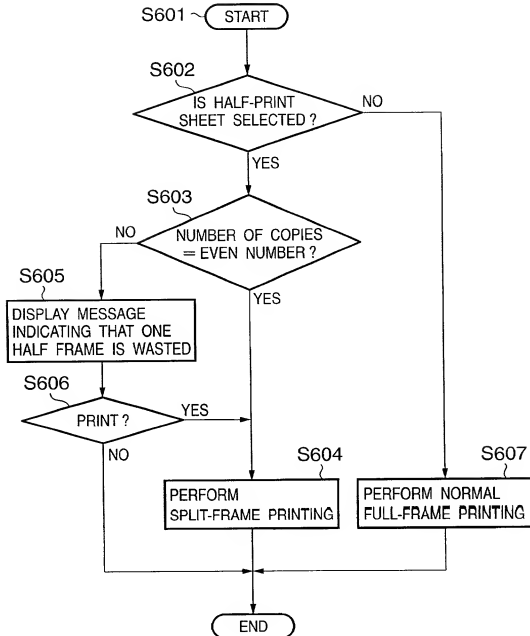 S601
START
S602
IS HALF-PRINT
SHEET SELECTED?
NO
YES
S603
NUMBER OF COPIES
= EVEN NUMBER?
NO
YES
S605
DISPLAY MESSAGE
INDICATING THAT ONE
HALF FRAME IS WASTED
S606
PRINT?
YES
NO
S604
PERFORM
SPLIT-FRAME PRINTING
S607
PERFORM NORMAL
FULL-FRAME PRINTING
END